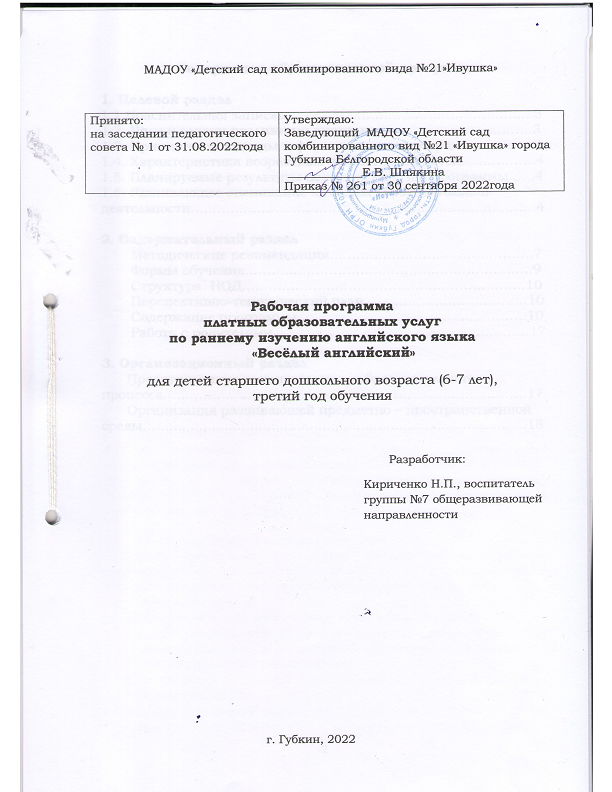 МАДОУ «Детский сад комбинированного вида №21»Ивушка»
Принято:
на заседании педагогического
совета № 1 от 31.08.2022года
Утверждаю:
Заведующий МАДОУ «Детский сад
комбинированного вида №21 «Ивушка» города
Губкина Белгородской области
Е.В. Шиякина
Приказ № 261 от 30 сентября 2022года
Рабочая программа
платных образовательных услуг
по раннему изучению английского языка
«Весёлый английский»
для детей старшего дошкольного возраста (6-7 лет),
третий год обучения
Разработчик:
Кириченко Н.П., воспитатель
группы №7 общеразвивающей
направленности
г. Губкин, 2022